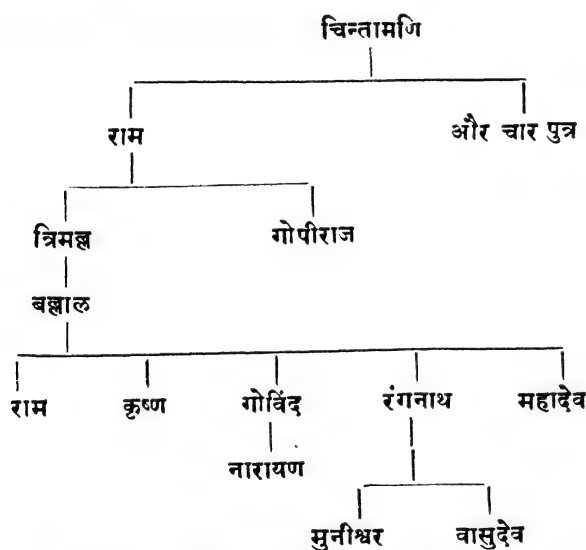 चिन्तामणि
राम और चार पुत्र
त्रिमल्ल गोपीराज
बल्लाल
राम कृष्ण गोविंद रंगनाथ महादेव
नारायण
मुनीश्वर वासुदेव